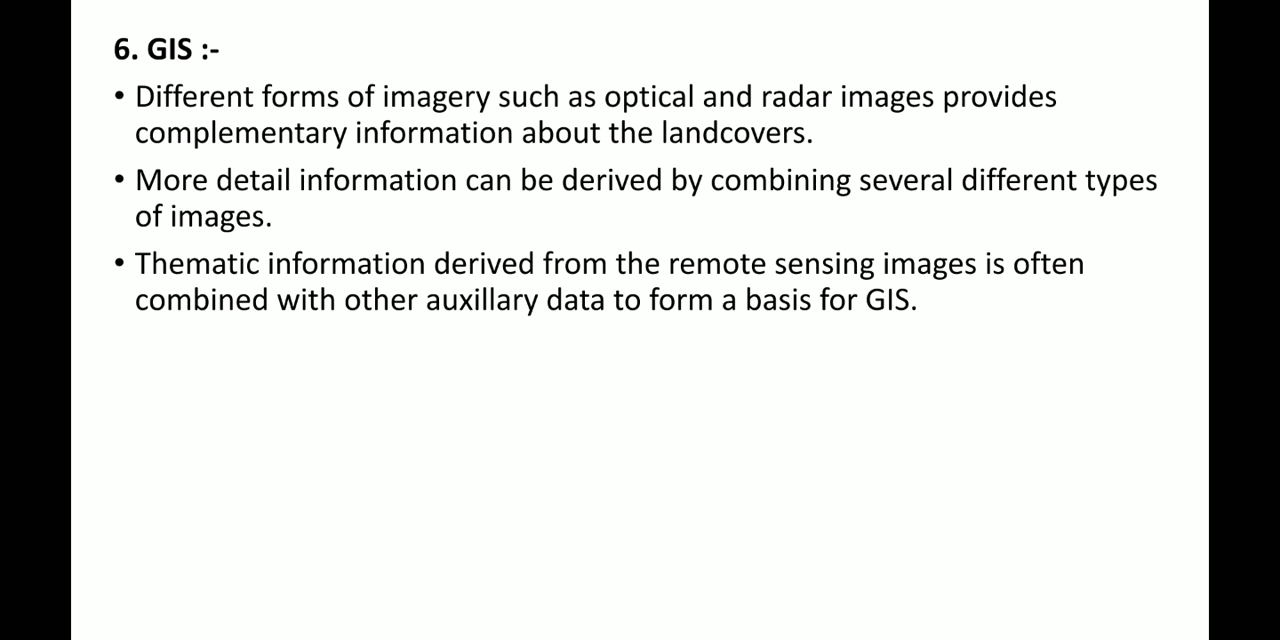 6. GIS :-
• Different forms of imagery such as optical and radar images provides
complementary information about the landcovers.
• More detail information can be derived by combining several different types
of images.
• Thematic information derived from the remote sensing images is often
combined with other auxillary data to form a basis for GIS.